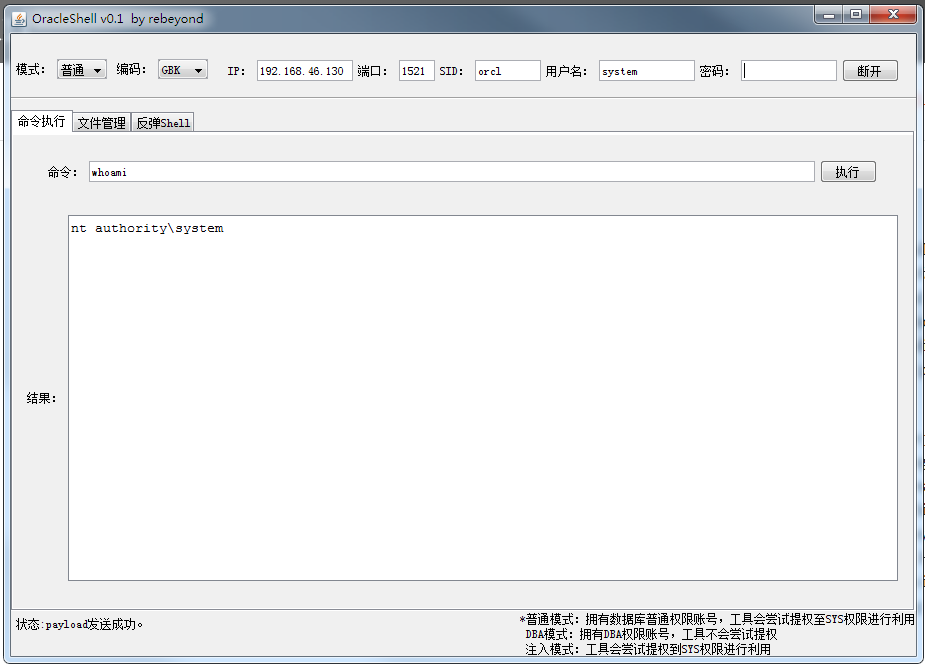 OracleShell v0.1 by rebeyond
模式： 普通 编码： GBK IP： 192.168.46.130 端口： 1521 SID： orcl 用户名： system 密码： 断开
命令执行 文件管理 反弹Shell
命令： whoami 执行
nt authority\system
结果：
状态:payload发送成功。
*普通模式：拥有数据库普通权限账号，工具会尝试提权至SYS权限进行利用
DBA模式：拥有DBA权限账号，工具不会尝试提权
注入模式：工具会尝试提权到SYS权限进行利用